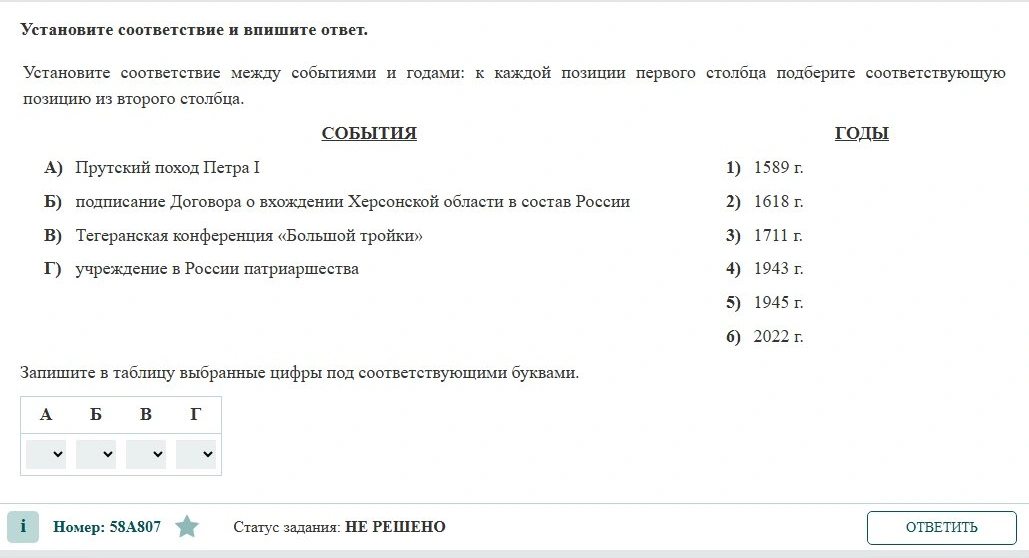 Установите соответствие и впишите ответ.
Установите соответствие между событиями и годами: к каждой позиции первого столбца подберите соответствующую
позицию из второго столбца.
СОБЫТИЯ
ГОДЫ
А) Прутский поход Петра I
1) 1589 г.
Б) подписание Договора о вхождении Херсонской области в состав России
2) 1618 г.
В) Тегеранская конференция «Большой тройки»
3) 1711 г.
Г) учреждение в России патриаршества
4) 1943 г.
5) 1945 г.
6) 2022 г.
Запишите в таблицу выбранные цифры под соответствующими буквами.
А Б В Г
i Номер: 58A807 Статус задания: НЕ РЕШЕНО ОТВЕТИТЬ